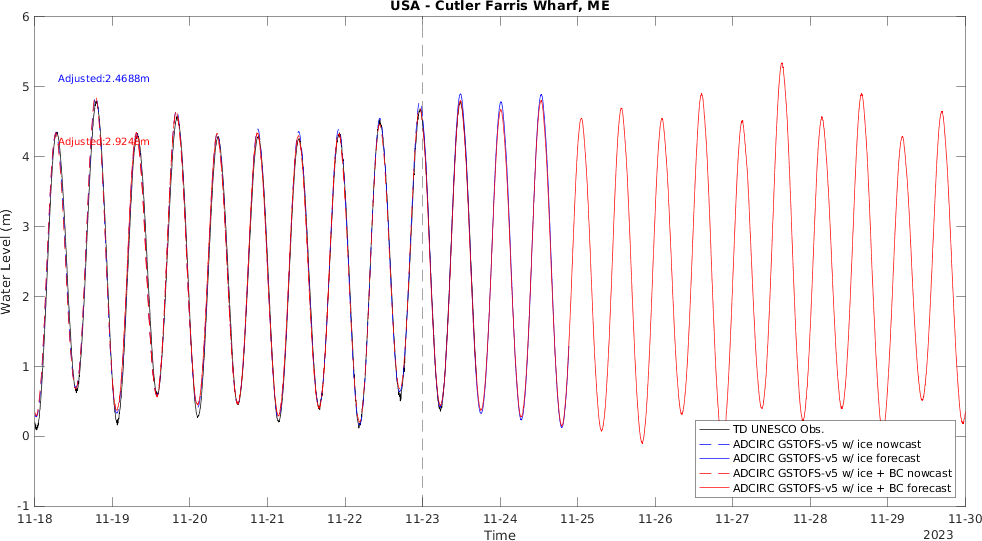 USA - Cutler Farris Wharf, ME
6
Adjusted:2.4688m
5
Adjusted:2.924 m
4
3
2
1
0
-1
Water Level (m)
TD UNESCO Obs.
ADCIRC GSTOFS-v5 w/ ice nowcast
ADCIRC GSTOFS-v5 w/ ice forecast
ADCIRC GSTOFS-v5 w/ ice + BC nowcast
ADCIRC GSTOFS-v5 w/ ice + BC forecast
11-18 11-19 11-20 11-21 11-22 11-23 11-24 11-25 11-26 11-27 11-28 11-29 11-30
Time
2023